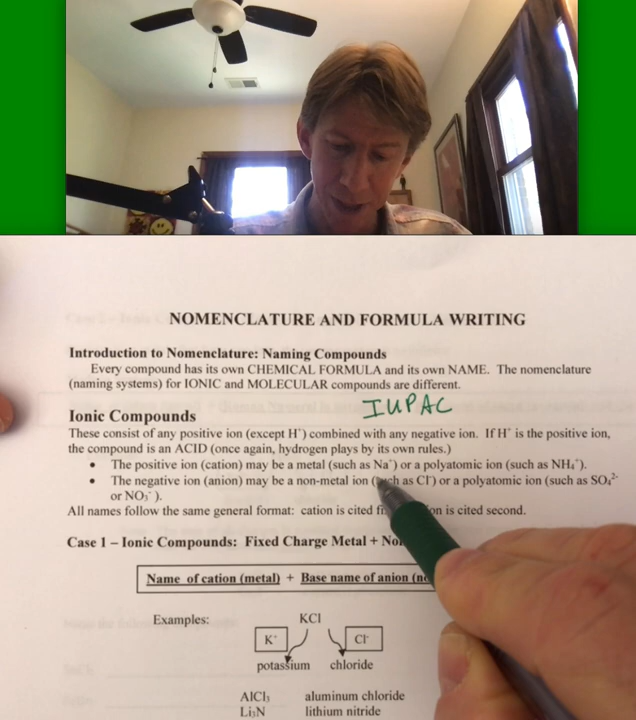 NOMENCLATURE AND FORMULA WRITING
Introduction to Nomenclature: Naming Compounds
Every compound has its own CHEMICAL FORMULA and its own NAME. The nomenclature
(naming systems) for IONIC and MOLECULAR compounds are different.
IUPAC
Ionic Compounds
These consist of any positive ion (except H⁺) combined with any negative ion. If H⁺ is the positive ion,
the compound is an ACID (once again, hydrogen plays by its own rules.)
• The positive ion (cation) may be a metal (such as Na⁺) or a polyatomic ion (such as NH₄⁺).
• The negative ion (anion) may be a non-metal ion (such as Cl⁻) or a polyatomic ion (such as SO₄²⁻
or NO₃⁻ ).
All names follow the same general format: cation is cited ion is cited second.
Case 1 – Ionic Compounds: Fixed Charge Metal +
Name of cation (metal) + Base name of anion
Examples: KCl
K⁺ Cl⁻
potassium chloride
AlCl₃ aluminum chloride
Li₃N lithium nitride